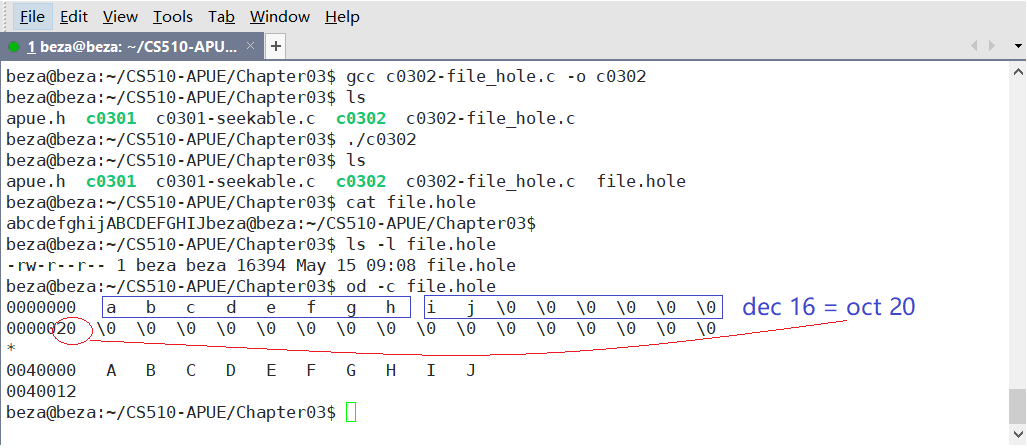 File Edit View Tools Tab Window Help
1 beza@beza: ~/CS510-APU... × +
beza@beza:~/CS510-APUE/Chapter03$ gcc c0302-file_hole.c -o c0302
beza@beza:~/CS510-APUE/Chapter03$ ls
apue.h c0301 c0301-seekable.c c0302 c0302-file_hole.c
beza@beza:~/CS510-APUE/Chapter03$ ./c0302
beza@beza:~/CS510-APUE/Chapter03$ ls
apue.h c0301 c0301-seekable.c c0302 c0302-file_hole.c file.hole
beza@beza:~/CS510-APUE/Chapter03$ cat file.hole
abcdefghijABCDEFGHIJbeza@beza:~/CS510-APUE/Chapter03$
beza@beza:~/CS510-APUE/Chapter03$ ls -l file.hole
-rw-r--r-- 1 beza beza 16394 May 15 09:08 file.hole
beza@beza:~/CS510-APUE/Chapter03$ od -c file.hole
0000000 a b c d e f g h i j \0 \0 \0 \0 \0 \0 dec 16 = oct 20
0000020 \0 \0 \0 \0 \0 \0 \0 \0 \0 \0 \0 \0 \0 \0 \0 \0
*
0040000 A B C D E F G H I J
0040012
beza@beza:~/CS510-APUE/Chapter03$